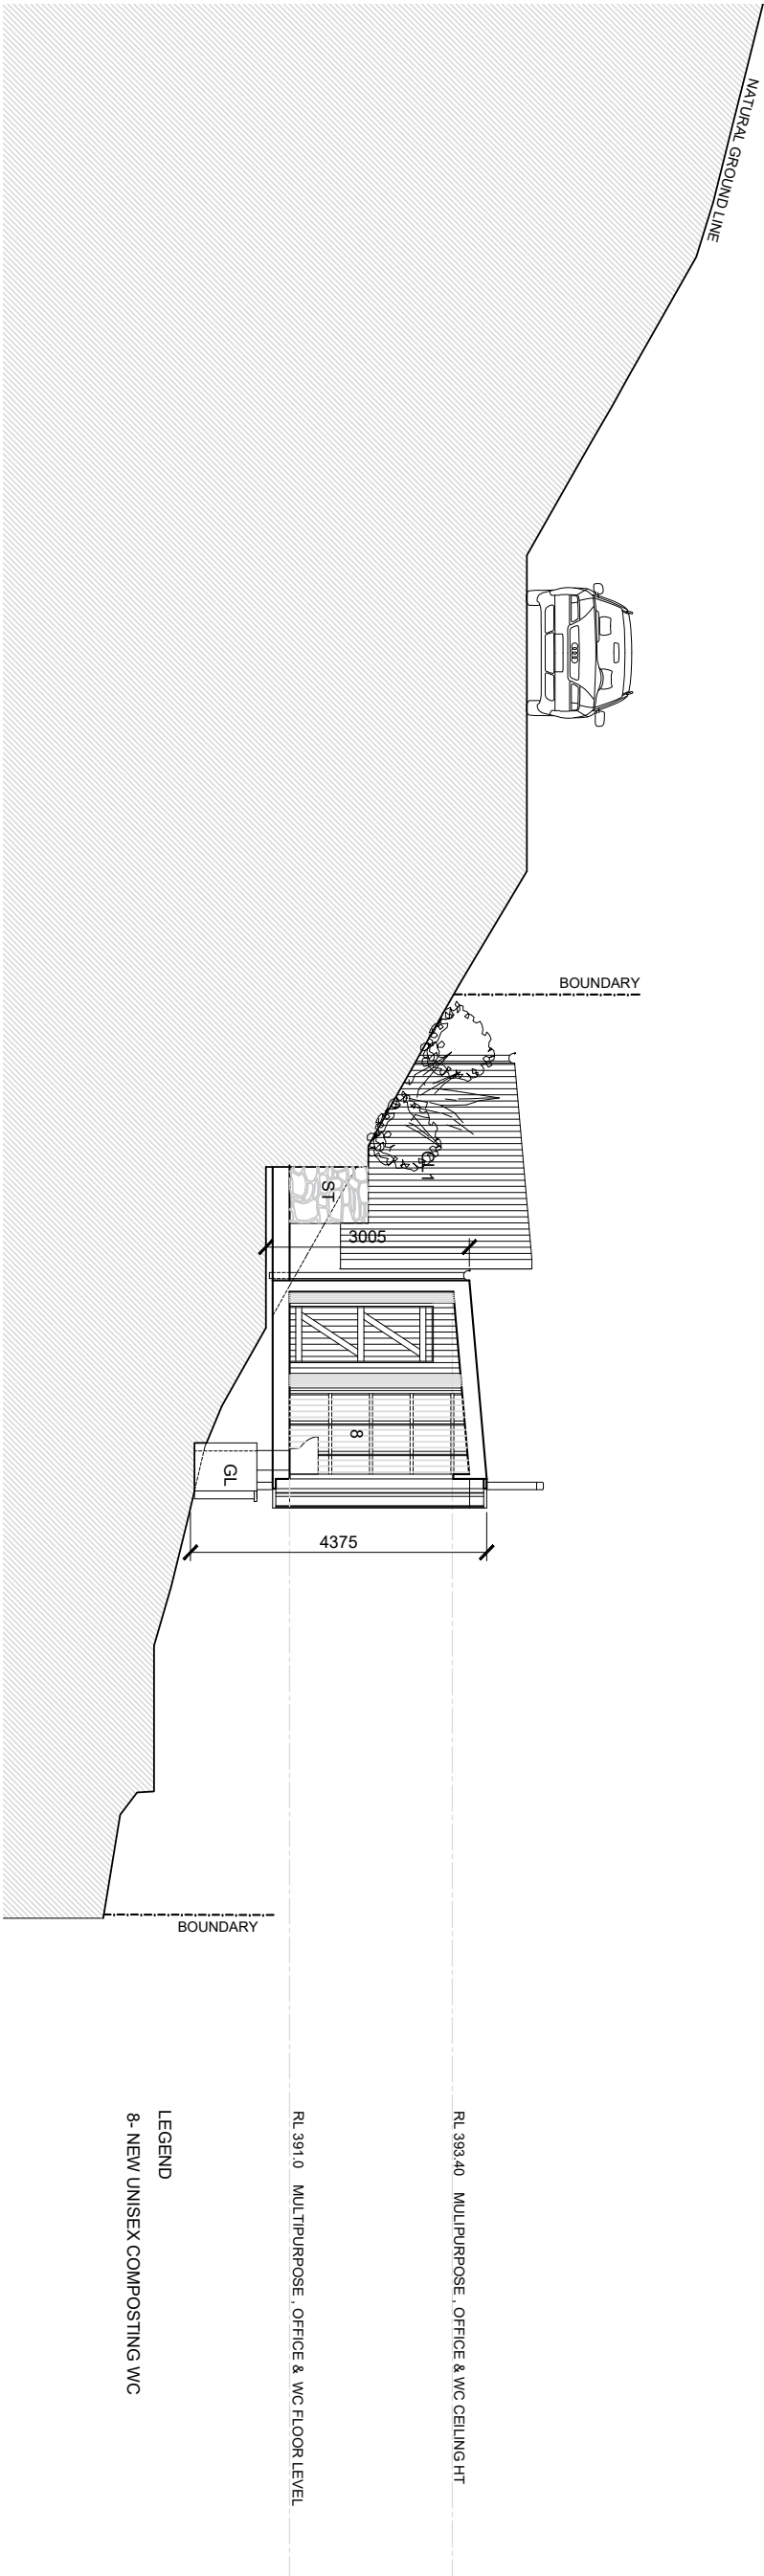 NATURAL GROUND LINE
BOUNDARY
1
ST
3005
8
GL
4375
BOUNDARY
RL 393.40 MULIPURPOSE , OFFICE & WC CEILING HT
RL 391.0 MULTIPURPOSE , OFFICE & WC FLOOR LEVEL
LEGEND
8- NEW UNISEX COMPOSTING WC